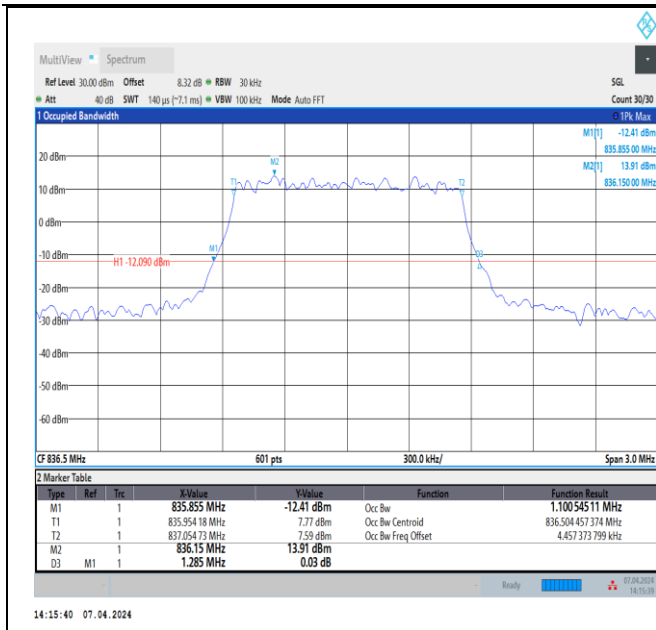 MultiView Spectrum
Ref Level 30.00 dBm Offset 8.32 dB RBW 30 kHz SGL
Att 40 dB SWT 140 µs (~7.1 ms) VBW 100 kHz Mode Auto FFT Count 30/30
1 Occupied Bandwidth 1Pk Max
M1[1] -12.41 dBm
835.855 00 MHz
M2[1] 13.91 dBm
836.150 00 MHz
20 dBm
M2
T1 T2
10 dBm
0 dBm
M1
D3
-10 dBm
H1 -12.090 dBm
-20 dBm
-30 dBm
-40 dBm
-50 dBm
-60 dBm
CF 836.5 MHz 601 pts 300.0 kHz/ Span 3.0 MHz
2 Marker Table
Type Ref Trc X-Value Y-Value Function Function Result
M1 1 835.855 MHz -12.41 dBm Occ Bw 1.100 545 11 MHz
T1 1 835.954 18 MHz 7.77 dBm Occ Bw Centroid 836.504 457 374 MHz
T2 1 837.054 73 MHz 7.59 dBm Occ Bw Freq Offset 4.457 373 799 kHz
M2 1 836.15 MHz 13.91 dBm
D3 M1 1 1.285 MHz 0.03 dB
Ready 07.04.2024
14:15:39
14:15:40 07.04.2024